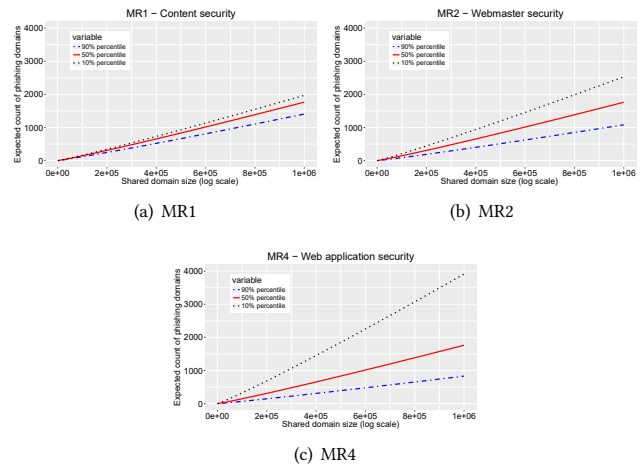 MR1 − Content security
Expected count of phishing domains
4000
3000
2000
1000
0
variable
90% percentile
50% percentile
10% percentile
0e+00 2e+05 4e+05 6e+05 8e+05 1e+06
Shared domain size (log scale)
(a) MR1
MR2 − Webmaster security
Expected count of phishing domains
4000
3000
2000
1000
0
variable
90% percentile
50% percentile
10% percentile
0e+00 2e+05 4e+05 6e+05 8e+05 1e+06
Shared domain size (log scale)
(b) MR2
MR4 − Web application security
Expected count of phishing domains
4000
3000
2000
1000
0
variable
90% percentile
50% percentile
10% percentile
0e+00 2e+05 4e+05 6e+05 8e+05 1e+06
Shared domain size (log scale)
(c) MR4